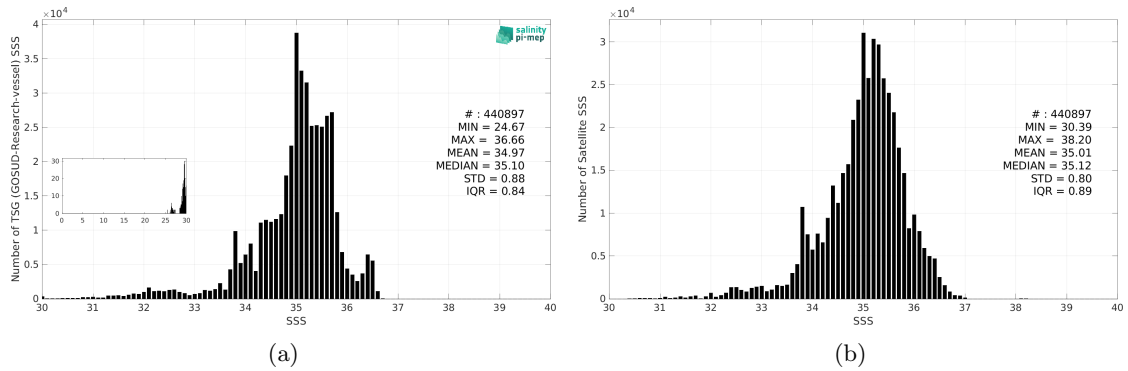 ×10⁴
4
3.5
3
2.5
2
1.5
1
0.5
0
Number of TSG (GOSUD-Research-vessel) SSS
salinity
pi-mep
# : 440897
MIN = 24.67
MAX = 36.66
MEAN = 34.97
MEDIAN = 35.10
STD = 0.88
IQR = 0.84
30
20
10
0
0 5 10 15 20 25 30
30 31 32 33 34 35 36 37 38 39 40
SSS
(a)
×10⁴
3
2.5
2
1.5
1
0.5
0
Number of Satellite SSS
# : 440897
MIN = 30.39
MAX = 38.20
MEAN = 35.01
MEDIAN = 35.12
STD = 0.80
IQR = 0.89
30 31 32 33 34 35 36 37 38 39 40
SSS
(b)